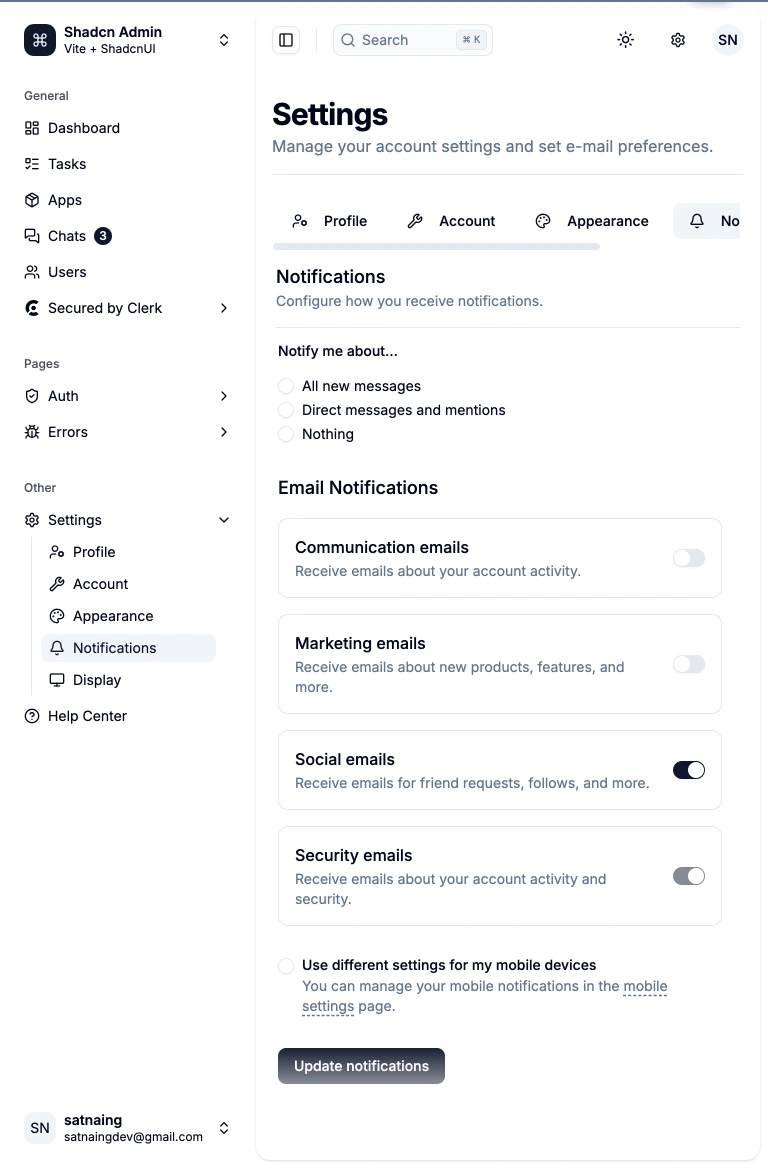 Shadcn Admin
Vite + ShadcnUI
General
Dashboard
Tasks
Apps
Chats 3
Users
Secured by Clerk
Pages
Auth
Errors
Other
Settings
Profile
Account
Appearance
Notifications
Display
Help Center
SN
satnaing
satnaingdev@gmail.com
Search ⌘ K
SN
Settings
Manage your account settings and set e-mail preferences.
Profile Account Appearance No
Notifications
Configure how you receive notifications.
Notify me about...
All new messages
Direct messages and mentions
Nothing
Email Notifications
Communication emails
Receive emails about your account activity.
Marketing emails
Receive emails about new products, features, and
more.
Social emails
Receive emails for friend requests, follows, and more.
Security emails
Receive emails about your account activity and
security.
Use different settings for my mobile devices
You can manage your mobile notifications in the mobile
settings page.
Update notifications